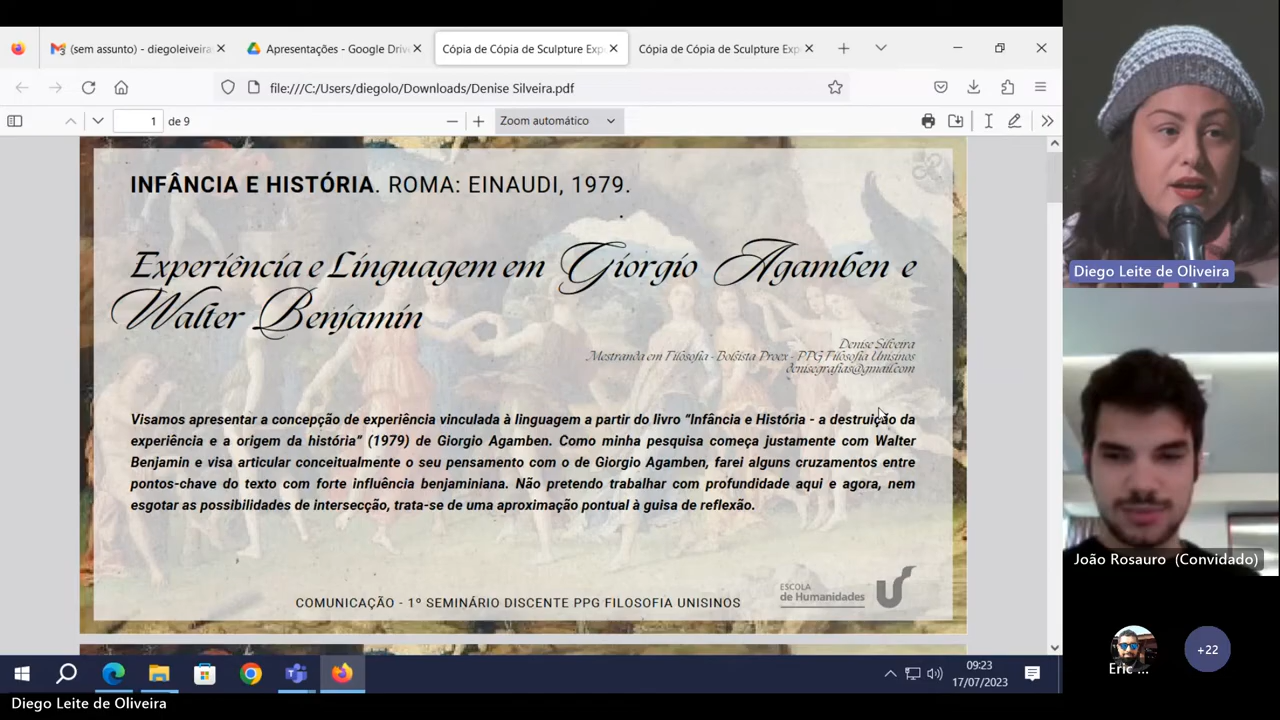 (sem assunto) - diegoleiveira
Apresentações - Google Driv
Cópia de Cópia de Sculpture Exp
Cópia de Cópia de Sculpture Exp
file:///C:/Users/diegolo/Downloads/Denise Silveira.pdf
1 de 9
Zoom automático
INFÂNCIA E HISTÓRIA. ROMA: EINAUDI, 1979.
Experiência e Linguagem em Giorgio Agamben e
Walter Benjamin
Denise Silveira
Mestranda em Filosofia - Bolsista Proex - PPG Filosofia Unisinos
denisegrafias@gmail.com
Visamos apresentar a concepção de experiência vinculada à linguagem a partir do livro “Infância e História - a destruição da
experiência e a origem da história” (1979) de Giorgio Agamben. Como minha pesquisa começa justamente com Walter
Benjamin e visa articular conceitualmente o seu pensamento com o de Giorgio Agamben, farei alguns cruzamentos entre
pontos-chave do texto com forte influência benjaminiana. Não pretendo trabalhar com profundidade aqui e agora, nem
esgotar as possibilidades de intersecção, trata-se de uma aproximação pontual à guisa de reflexão.
COMUNICAÇÃO - 1º SEMINÁRIO DISCENTE PPG FILOSOFIA UNISINOS
ESCOLA
de Humanidades
Diego Leite de Oliveira
João Rosauro (Convidado)
Eric ...
+22
09:23
17/07/2023
Diego Leite de Oliveira